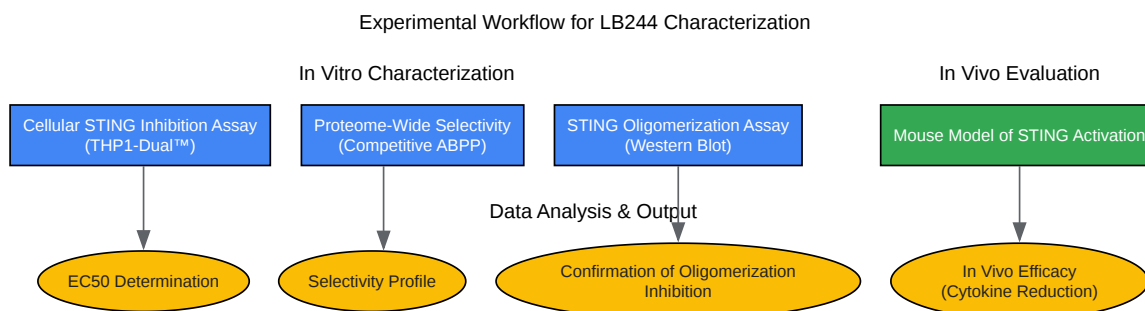 Experimental Workflow for LB244 Characterization
In Vitro Characterization
In Vivo Evaluation
Cellular STING Inhibition Assay
(THP1-Dual™)
Proteome-Wide Selectivity
(Competitive ABPP)
STING Oligomerization Assay
(Western Blot)
Mouse Model of STING Activation
Data Analysis & Output
EC50 Determination
Selectivity Profile
Confirmation of Oligomerization
Inhibition
In Vivo Efficacy
(Cytokine Reduction)